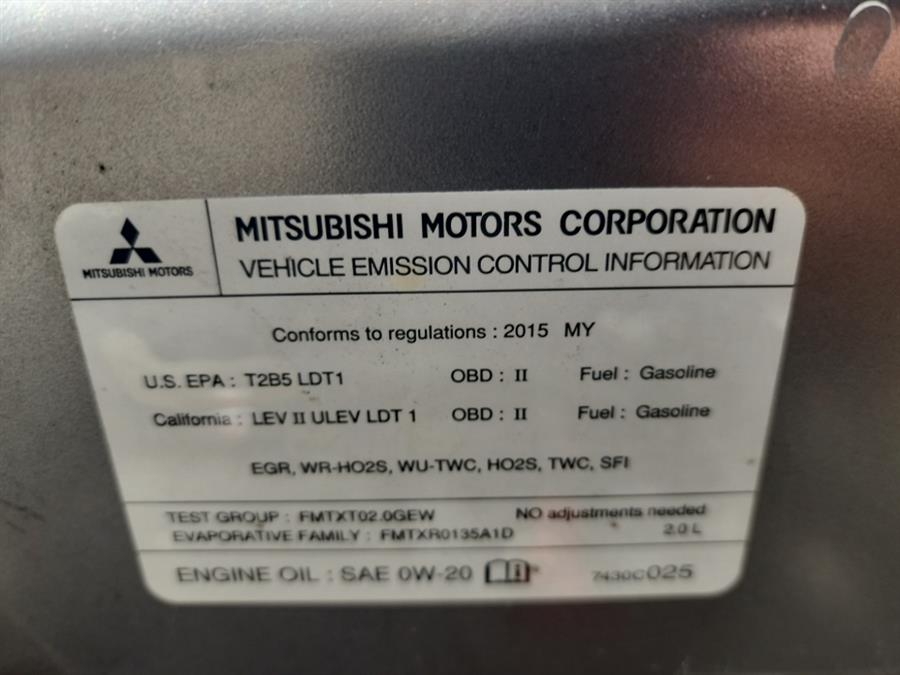 MITSUBISHI MOTORS
MITSUBISHI MOTORS CORPORATION
VEHICLE EMISSION CONTROL INFORMATION
Conforms to regulations : 2015 MY
U.S. EPA : T2B5 LDT1 OBD : II Fuel : Gasoline
California : LEV II ULEV LDT 1 OBD : II Fuel : Gasoline
EGR, WR-HO2S, WU-TWC, HO2S, TWC, SFI
TEST GROUP : FMTXT02.0GEW NO adjustments needed
EVAPORATIVE FAMILY : FMTXR0135A1D 2.0 L
ENGINE OIL : SAE 0W-20 7430C025